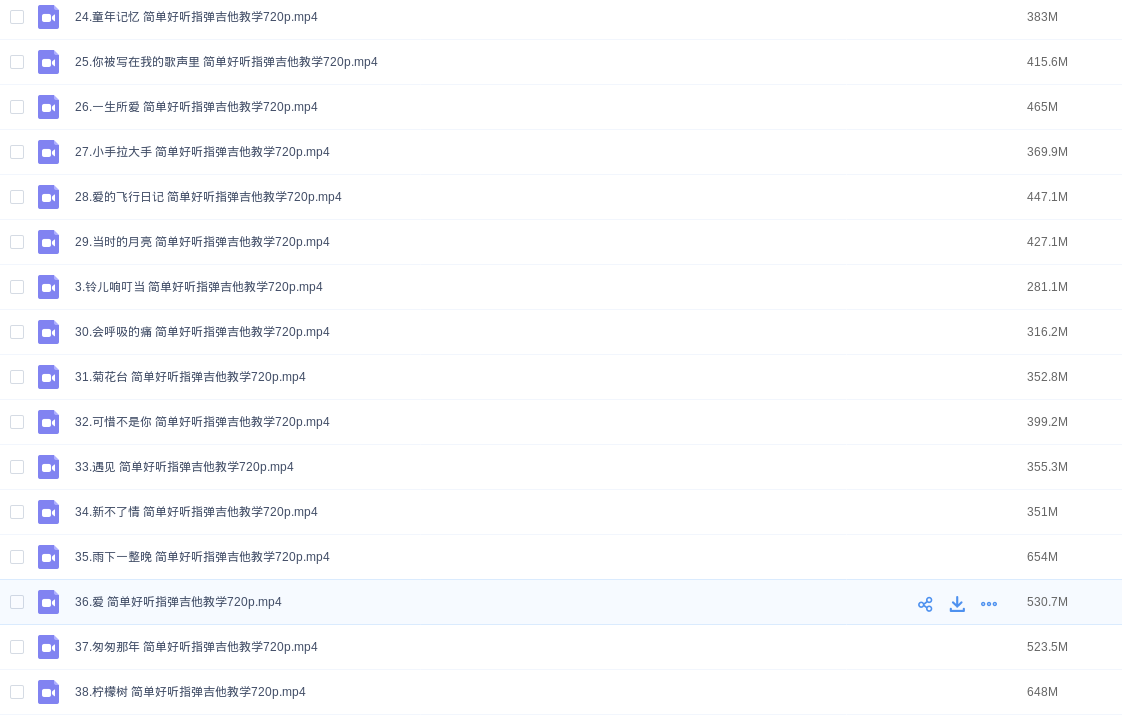 24.童年记忆 简单好听指弹吉他教学720p.mp4 383M
25.你被写在我的歌声里 简单好听指弹吉他教学720p.mp4 415.6M
26.一生所爱 简单好听指弹吉他教学720p.mp4 465M
27.小手拉大手 简单好听指弹吉他教学720p.mp4 369.9M
28.爱的飞行日记 简单好听指弹吉他教学720p.mp4 447.1M
29.当时的月亮 简单好听指弹吉他教学720p.mp4 427.1M
3.铃儿响叮当 简单好听指弹吉他教学720p.mp4 281.1M
30.会呼吸的痛 简单好听指弹吉他教学720p.mp4 316.2M
31.菊花台 简单好听指弹吉他教学720p.mp4 352.8M
32.可惜不是你 简单好听指弹吉他教学720p.mp4 399.2M
33.遇见 简单好听指弹吉他教学720p.mp4 355.3M
34.新不了情 简单好听指弹吉他教学720p.mp4 351M
35.雨下一整晚 简单好听指弹吉他教学720p.mp4 654M
36.爱 简单好听指弹吉他教学720p.mp4 530.7M
37.匆匆那年 简单好听指弹吉他教学720p.mp4 523.5M
38.柠檬树 简单好听指弹吉他教学720p.mp4 648M